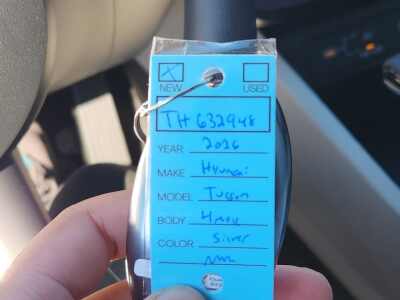 NEW USED
TH 632948
YEAR 2026
MAKE Hyundai
MODEL Tucson
BODY
COLOR Silver